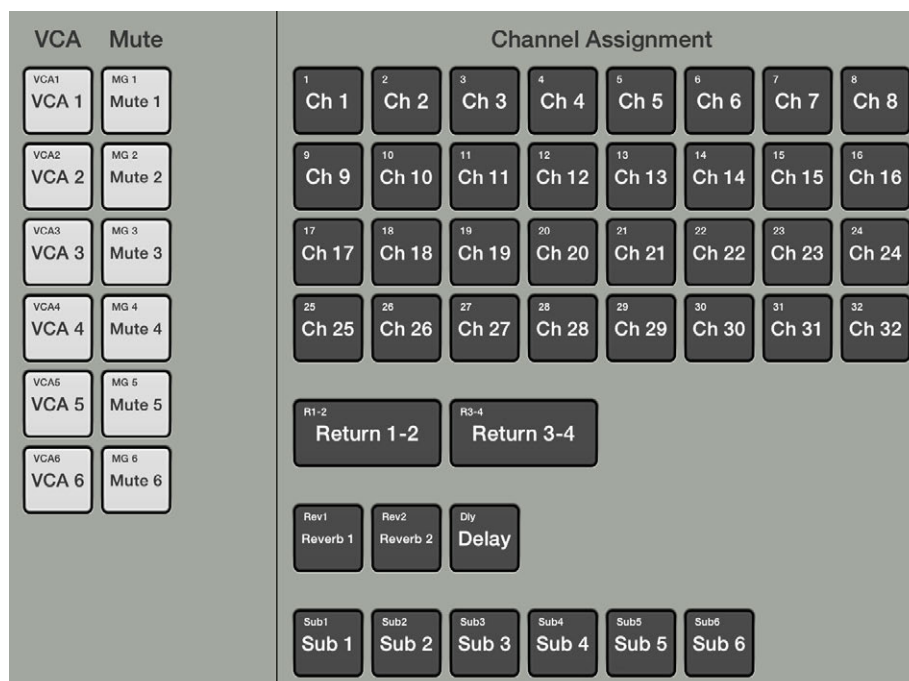 VCA Mute
Channel Assignment
VCA1 MG 1
VCA 1 Mute 1
VCA2 MG 2
VCA 2 Mute 2
VCA3 MG 3
VCA 3 Mute 3
VCA4 MG 4
VCA 4 Mute 4
VCA5 MG 5
VCA 5 Mute 5
VCA6 MG 6
VCA 6 Mute 6
1 2 3 4 5 6 7 8
Ch 1 Ch 2 Ch 3 Ch 4 Ch 5 Ch 6 Ch 7 Ch 8
9 10 11 12 13 14 15 16
Ch 9 Ch 10 Ch 11 Ch 12 Ch 13 Ch 14 Ch 15 Ch 16
17 18 19 20 21 22 23 24
Ch 17 Ch 18 Ch 19 Ch 20 Ch 21 Ch 22 Ch 23 Ch 24
25 26 27 28 29 30 31 32
Ch 25 Ch 26 Ch 27 Ch 28 Ch 29 Ch 30 Ch 31 Ch 32
R1-2 R3-4
Return 1-2 Return 3-4
Rev1 Rev2 Dly
Reverb 1 Reverb 2 Delay
Sub1 Sub2 Sub3 Sub4 Sub5 Sub6
Sub 1 Sub 2 Sub 3 Sub 4 Sub 5 Sub 6